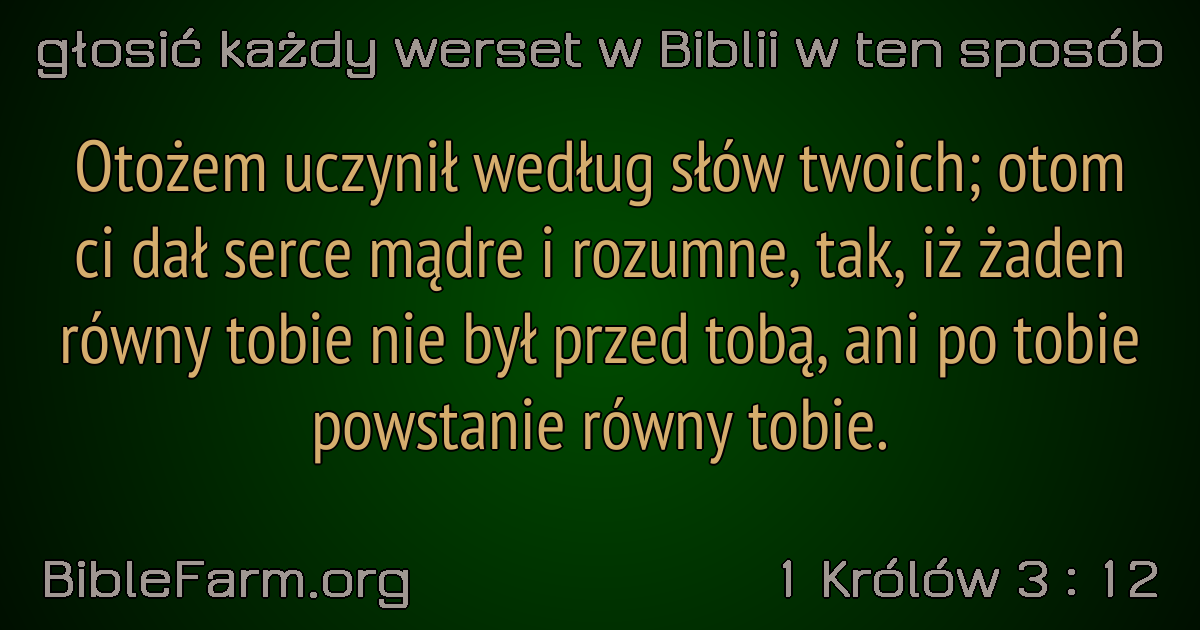 głosić każdy werset w Biblii w ten sposób
Otożem uczynił według słów twoich; otom
ci dał serce mądre i rozumne, tak, iż żaden
równy tobie nie był przed tobą, ani po tobie
powstanie równy tobie.
BibleFarm.org
1 Królów 3 : 12